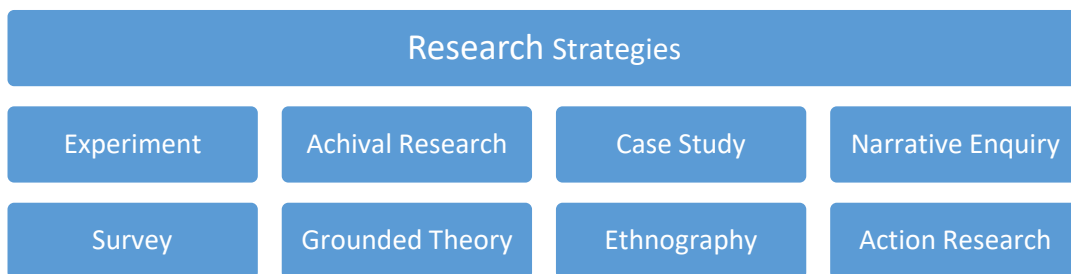 Research Strategies
Experiment
Achival Research
Case Study
Narrative Enquiry
Survey
Grounded Theory
Ethnography
Action Research